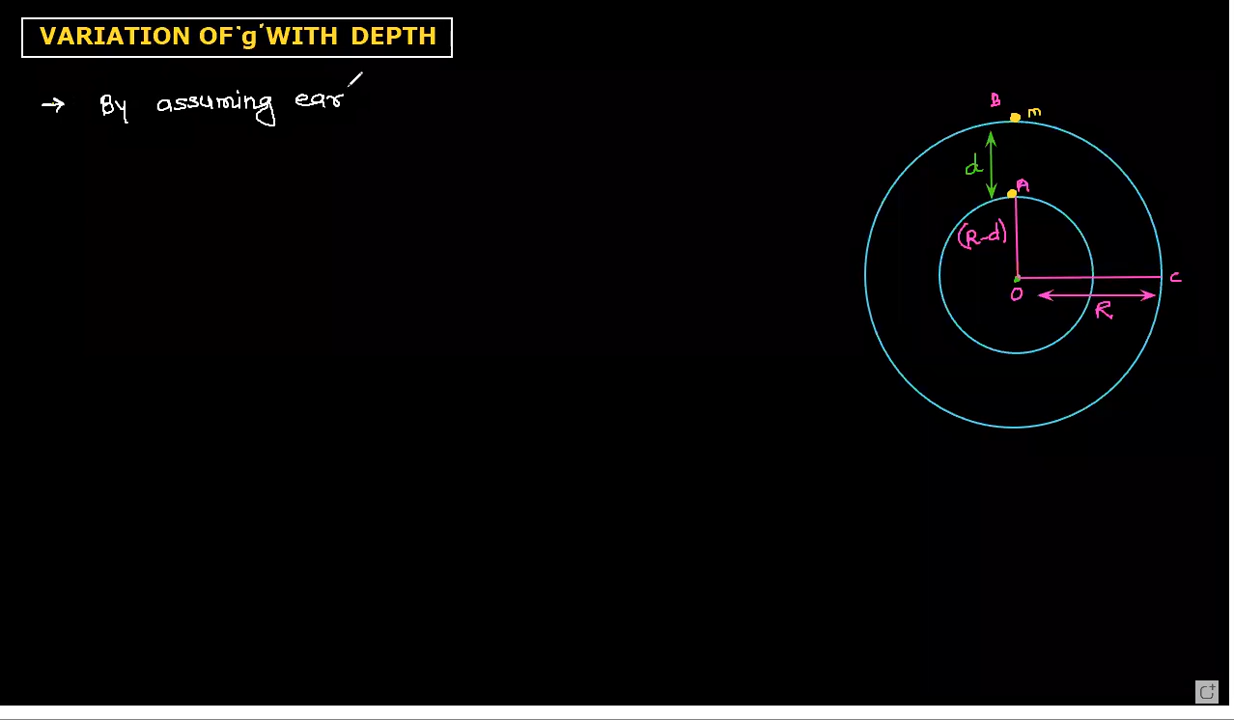 VARIATION OF 'g' WITH DEPTH
→ By assuming ear
B
m
d
A
(R-d)
O
C
R